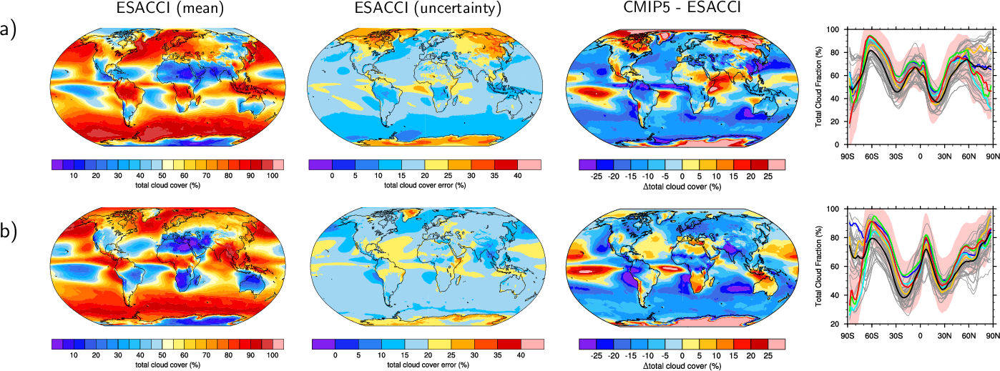 ESACCI (mean)
ESACCI (uncertainty)
CMIP5 - ESACCI
a)
10 20 30 40 50 60 70 80 90 100
total cloud cover (%)
0 5 10 15 20 25 30 35 40
total cloud cover error (%)
-25 -20 -15 -10 -5 0 5 10 15 20 25
Δtotal cloud cover (%)
Total Cloud Fraction (%)
100
80
60
40
20
0
90S 60S 30S 0 30N 60N 90N
b)
10 20 30 40 50 60 70 80 90 100
total cloud cover (%)
0 5 10 15 20 25 30 35 40
total cloud cover error (%)
-25 -20 -15 -10 -5 0 5 10 15 20 25
Δtotal cloud cover (%)
Total Cloud Fraction (%)
100
80
60
40
20
90S 60S 30S 0 30N 60N 90N